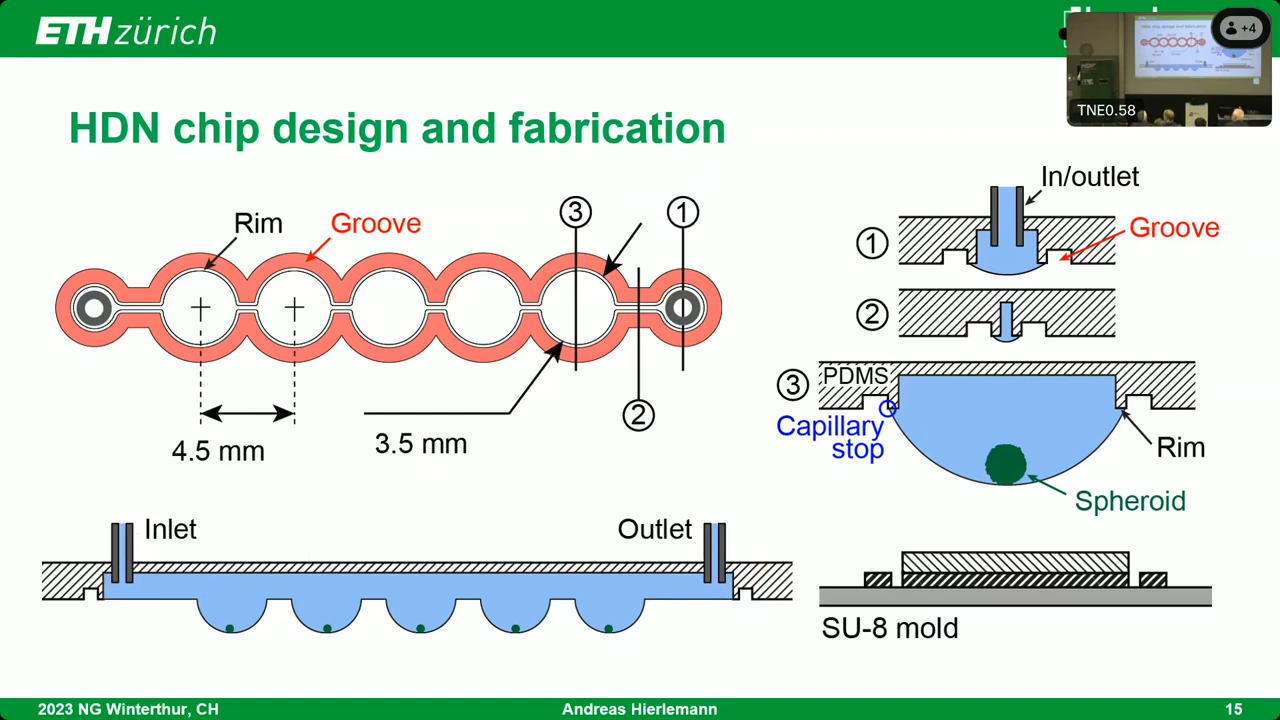 ETH zürich
+4
TNE0.58
HDN chip design and fabrication
Rim
Groove
3
1
2
4.5 mm
3.5 mm
In/outlet
1
Groove
2
3
PDMS
Capillary
stop
Rim
Spheroid
Inlet
Outlet
SU-8 mold
2023 NG Winterthur, CH
Andreas Hierlemann
15